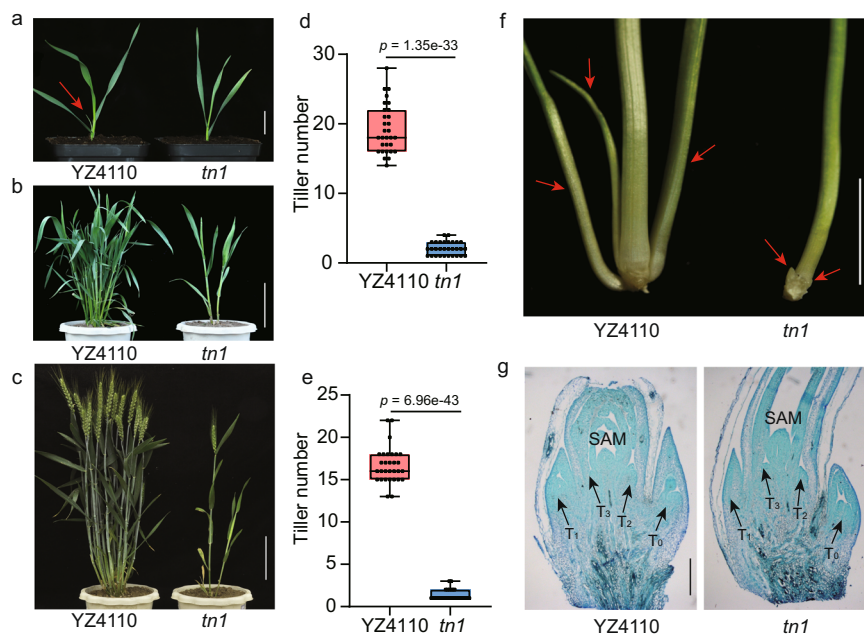 a
YZ4110 tn1
b
YZ4110 tn1
c
YZ4110 tn1
d
p = 1.35e-33
Tiller number
30
20
10
0
YZ4110 tn1
e
p = 6.96e-43
Tiller number
25
20
15
10
5
0
YZ4110 tn1
f
YZ4110 tn1
g
SAM
T1
T3
T2
T0
YZ4110
SAM
T1
T3
T2
T0
tn1